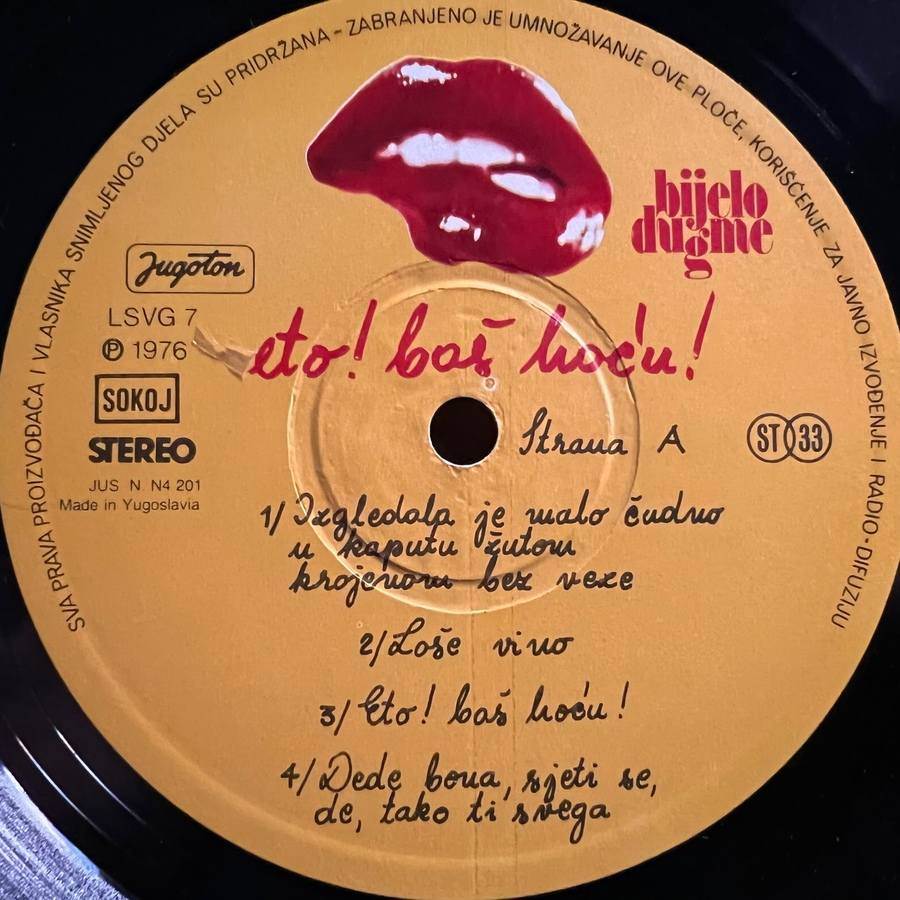 SVA PRAVA PROIZVOĐAČA I VLASNIKA SNIMLJENOG DJELA SU PRIDRŽANA - ZABRANJENO JE UMNOŽAVANJE OVE PLOČE, KORIŠĆENJE ZA JAVNO IZVOĐENJE I RADIO-DIFUZIJU
bijelo
dugme
Jugoton
LSVG 7
Ⓟ 1976
SOKOJ
STEREO
JUS N N4 201
Made in Yugoslavia
eto! baš hoću!
Strana A
ST 33
1/ Izgledala je malo čudno
u kaputu žutom
krojenom bez veze
2/ Loše vino
3/ Eto! baš hoću!
4/ Dede bona, sjeti se,
de, tako ti svega